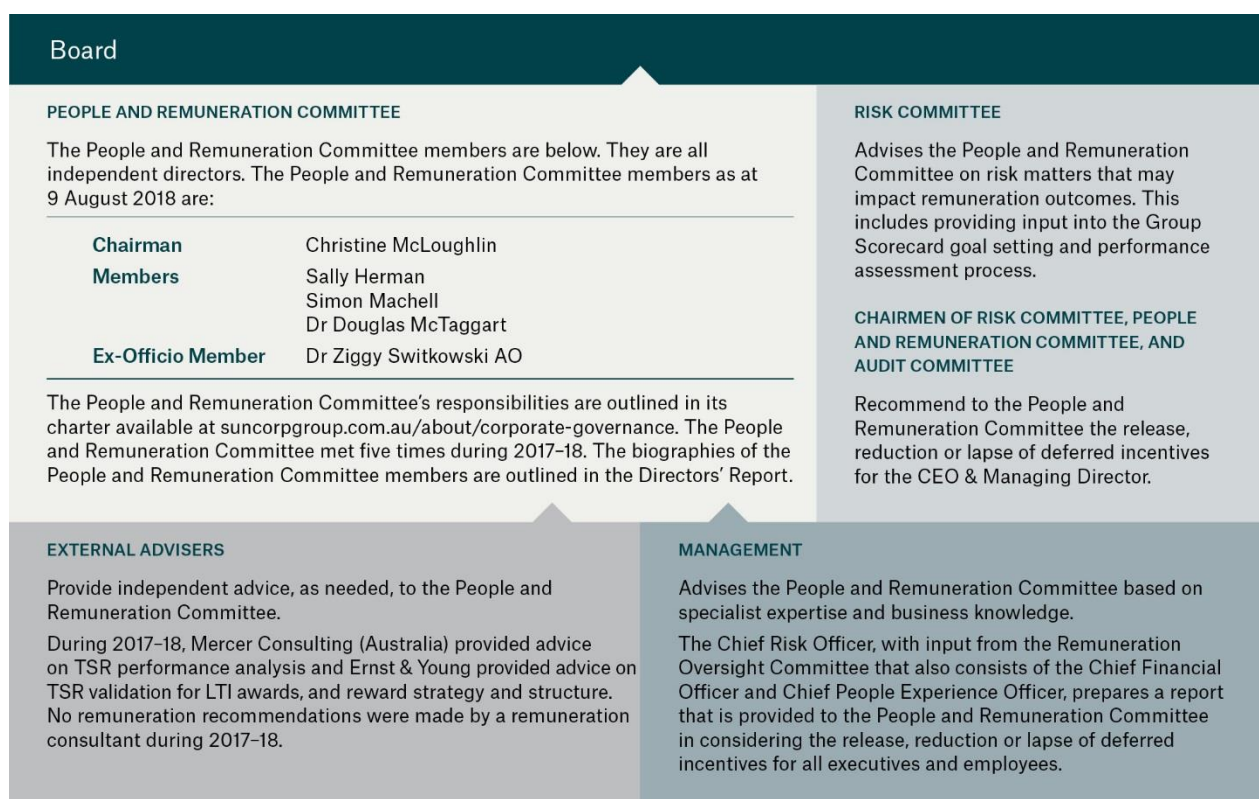 Board
PEOPLE AND REMUNERATION COMMITTEE
The People and Remuneration Committee members are below. They are all
independent directors. The People and Remuneration Committee members as at
9 August 2018 are:
Chairman Christine McLoughlin
Members Sally Herman
Simon Machell
Dr Douglas McTaggart
Ex-Officio Member Dr Ziggy Switkowski AO
The People and Remuneration Committee’s responsibilities are outlined in its
charter available at suncorpgroup.com.au/about/corporate-governance. The People
and Remuneration Committee met five times during 2017–18. The biographies of the
People and Remuneration Committee members are outlined in the Directors’ Report.
RISK COMMITTEE
Advises the People and Remuneration
Committee on risk matters that may
impact remuneration outcomes. This
includes providing input into the Group
Scorecard goal setting and performance
assessment process.
CHAIRMEN OF RISK COMMITTEE, PEOPLE
AND REMUNERATION COMMITTEE, AND
AUDIT COMMITTEE
Recommend to the People and
Remuneration Committee the release,
reduction or lapse of deferred incentives
for the CEO & Managing Director.
EXTERNAL ADVISERS
Provide independent advice, as needed, to the People and
Remuneration Committee.
During 2017–18, Mercer Consulting (Australia) provided advice
on TSR performance analysis and Ernst & Young provided advice on
TSR validation for LTI awards, and reward strategy and structure.
No remuneration recommendations were made by a remuneration
consultant during 2017–18.
MANAGEMENT
Advises the People and Remuneration Committee based on
specialist expertise and business knowledge.
The Chief Risk Officer, with input from the Remuneration
Oversight Committee that also consists of the Chief Financial
Officer and Chief People Experience Officer, prepares a report
that is provided to the People and Remuneration Committee
in considering the release, reduction or lapse of deferred
incentives for all executives and employees.